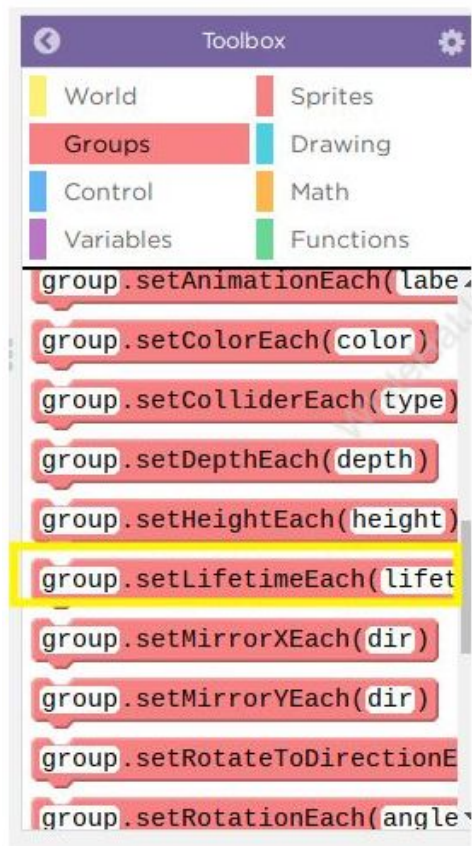 Toolbox
World
Sprites
Groups
Drawing
Control
Math
Variables
Functions
group.setAnimationEach(labe
group.setColorEach(color)
group.setColliderEach(type)
group.setDepthEach(depth)
group.setHeightEach(height)
group.setLifetimeEach(lifet
group.setMirrorXEach(dir)
group.setMirrorYEach(dir)
group.setRotateToDirectionE
group.setRotationEach(angle